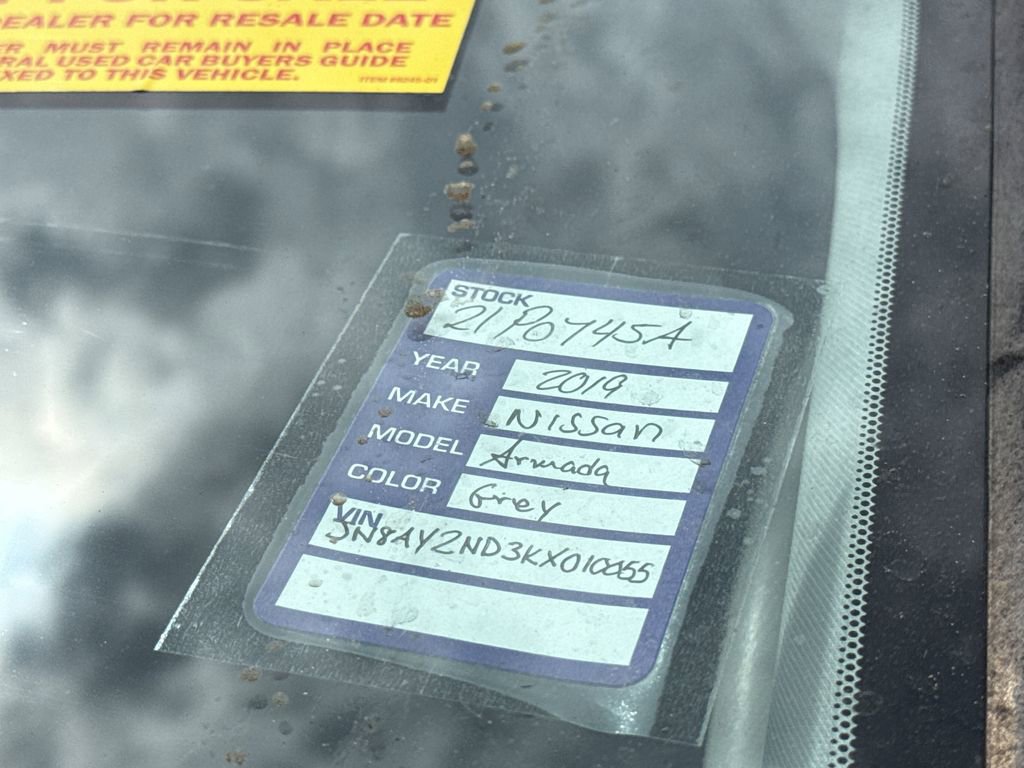 DEALER FOR RESALE DATE
MUST REMAIN IN PLACE
USED CAR BUYERS GUIDE
TO THIS VEHICLE.
STOCK
21P0745A
YEAR 2019
MAKE Nissan
MODEL Armada
COLOR Grey
VIN
JN8AY2ND3KX010055